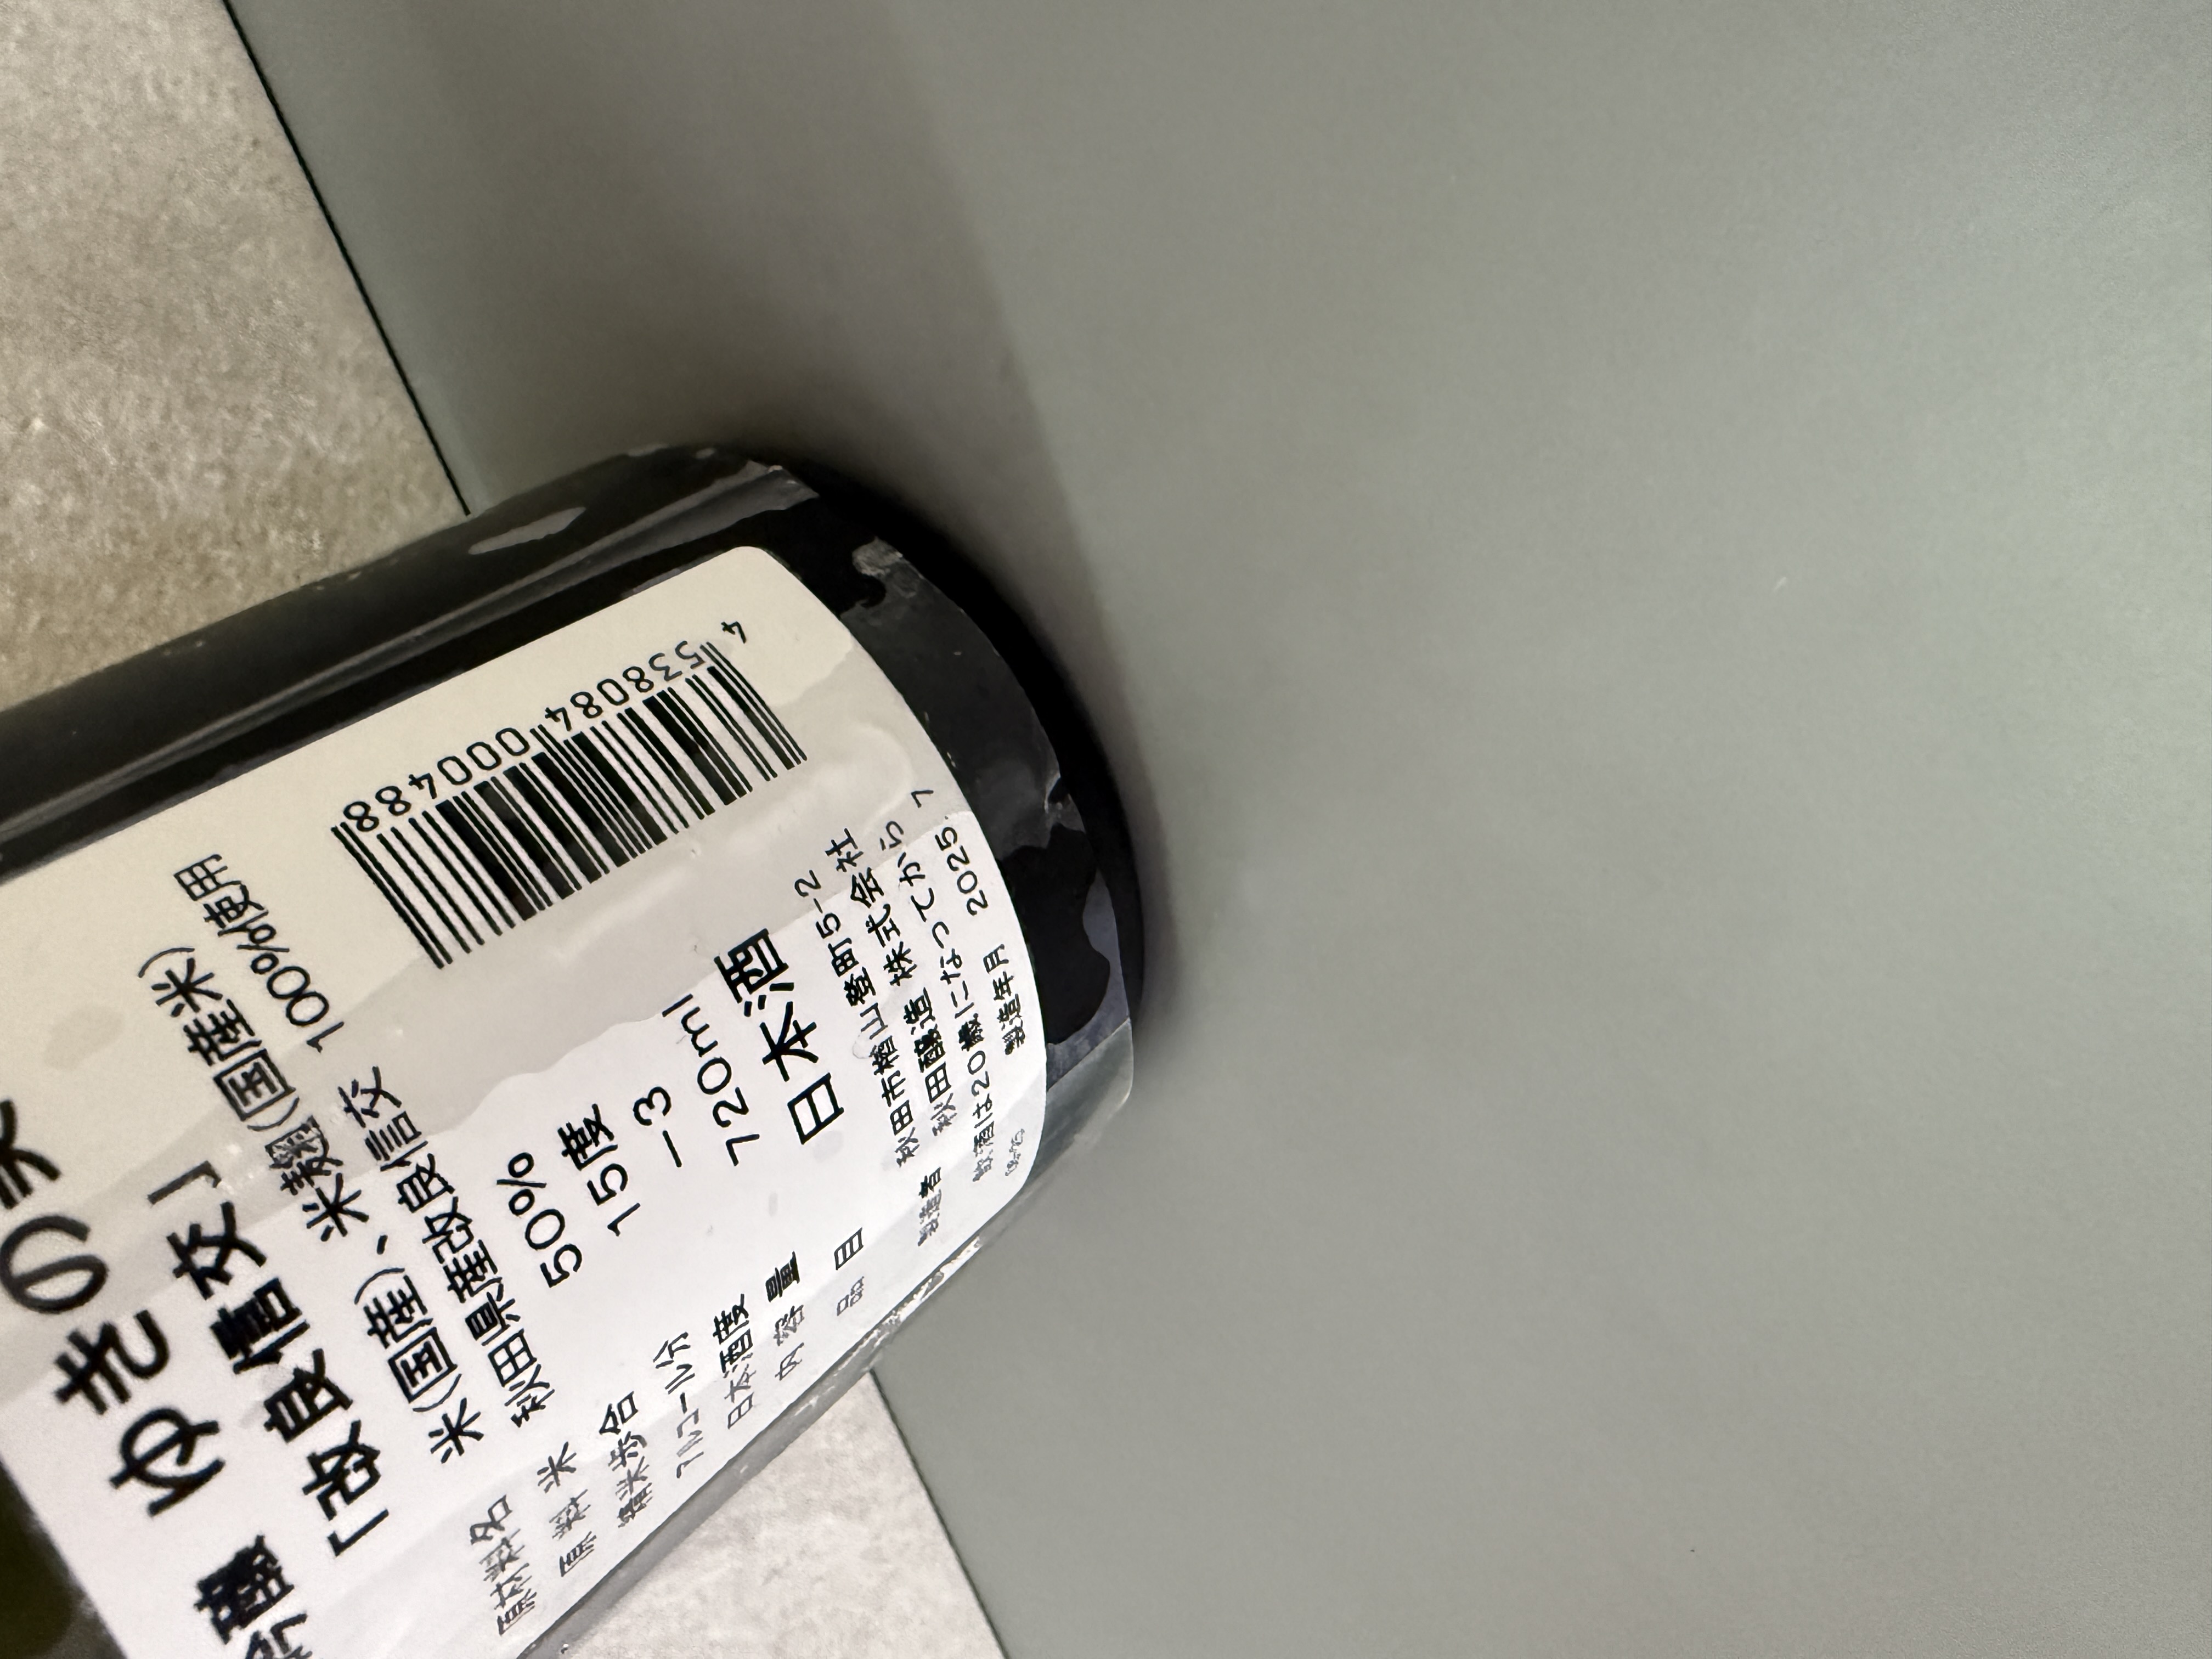 吟醸 ゆきの美
「改良信交」
原材料名 米(国産)、米麹(国産米)
原料米 秋田県産改良信交 100%使用
精米歩合 50%
アルコール分 15度
日本酒度 -3
内容量 720ml
品目 日本酒
製造者 秋田市楢山登町5-2
秋田醸造 株式会社
飲酒は20歳になってから
製造年月 2025. 7
4 538084 000488